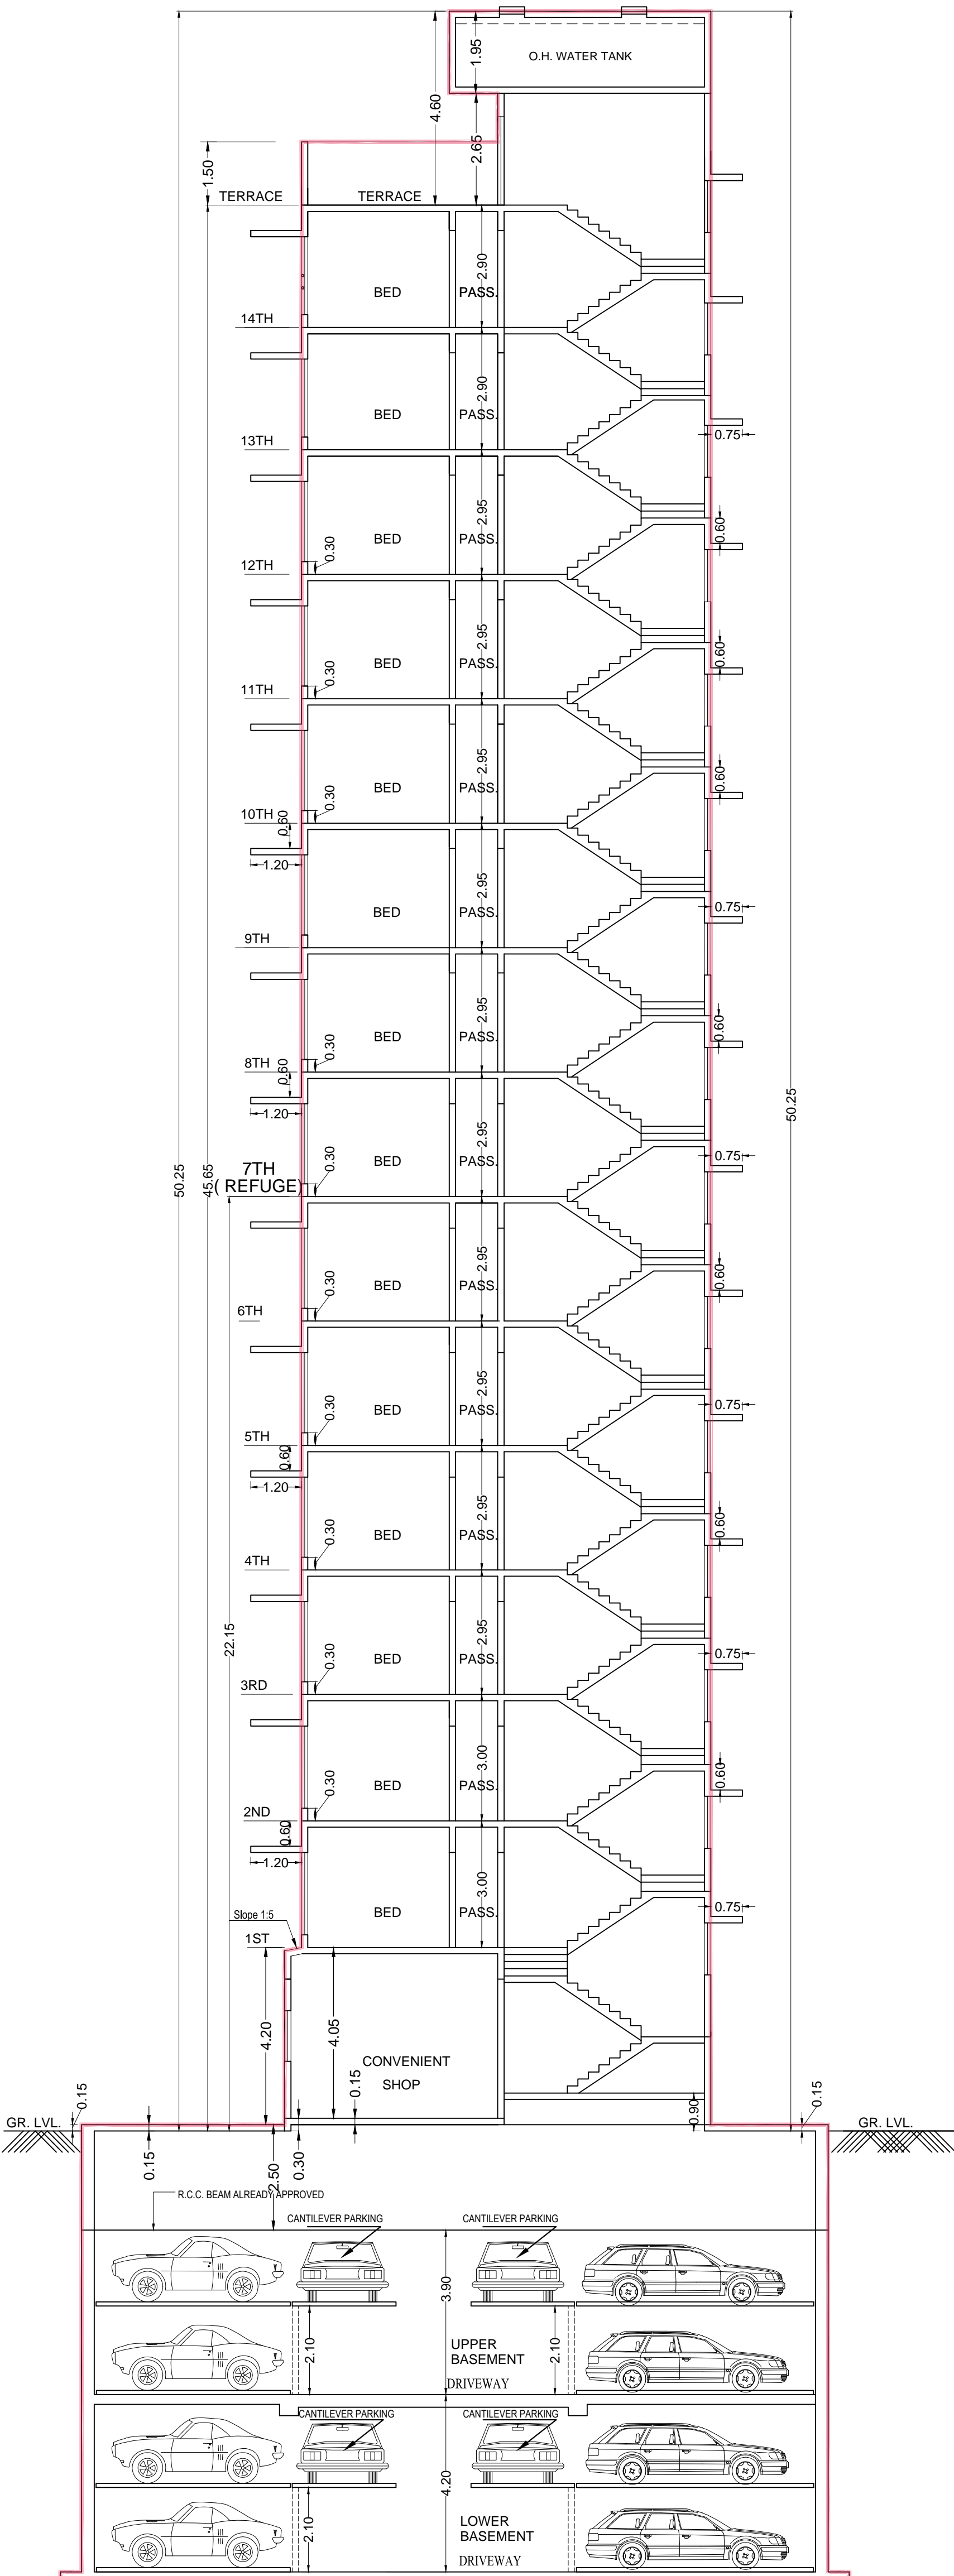 1.95
O.H. WATER TANK
4.60
2.65
1.50
TERRACE
TERRACE
2.90
BED
PASS.
14TH
2.90
BED
PASS.
13TH
0.75
2.95
0.60
BED
PASS.
0.30
12TH
2.95
0.60
BED
PASS.
0.30
11TH
2.95
0.60
BED
PASS.
0.30
10TH
0.60
1.20
2.95
0.75
BED
PASS.
9TH
2.95
0.60
BED
PASS.
0.30
8TH
0.60
1.20
50.25
2.95
0.75
BED
PASS.
0.30
50.25
45.65
7TH
( REFUGE)
2.95
0.60
BED
PASS.
0.30
6TH
2.95
0.75
BED
PASS.
0.30
5TH
0.60
1.20
2.95
0.60
BED
PASS.
0.30
4TH
22.15
2.95
0.75
BED
PASS.
0.30
3RD
3.00
0.60
BED
PASS.
0.30
2ND
0.60
1.20
3.00
0.75
BED
PASS.
Slope 1:5
1ST
4.20
4.05
CONVENIENT
SHOP
0.15
0.15
0.90
0.15
GR. LVL.
GR. LVL.
0.15
2.50
0.30
R.C.C. BEAM ALREADY APPROVED
CANTILEVER PARKING
CANTILEVER PARKING
3.90
2.10
UPPER
BASEMENT
2.10
DRIVEWAY
CANTILEVER PARKING
CANTILEVER PARKING
4.20
2.10
LOWER
BASEMENT
DRIVEWAY